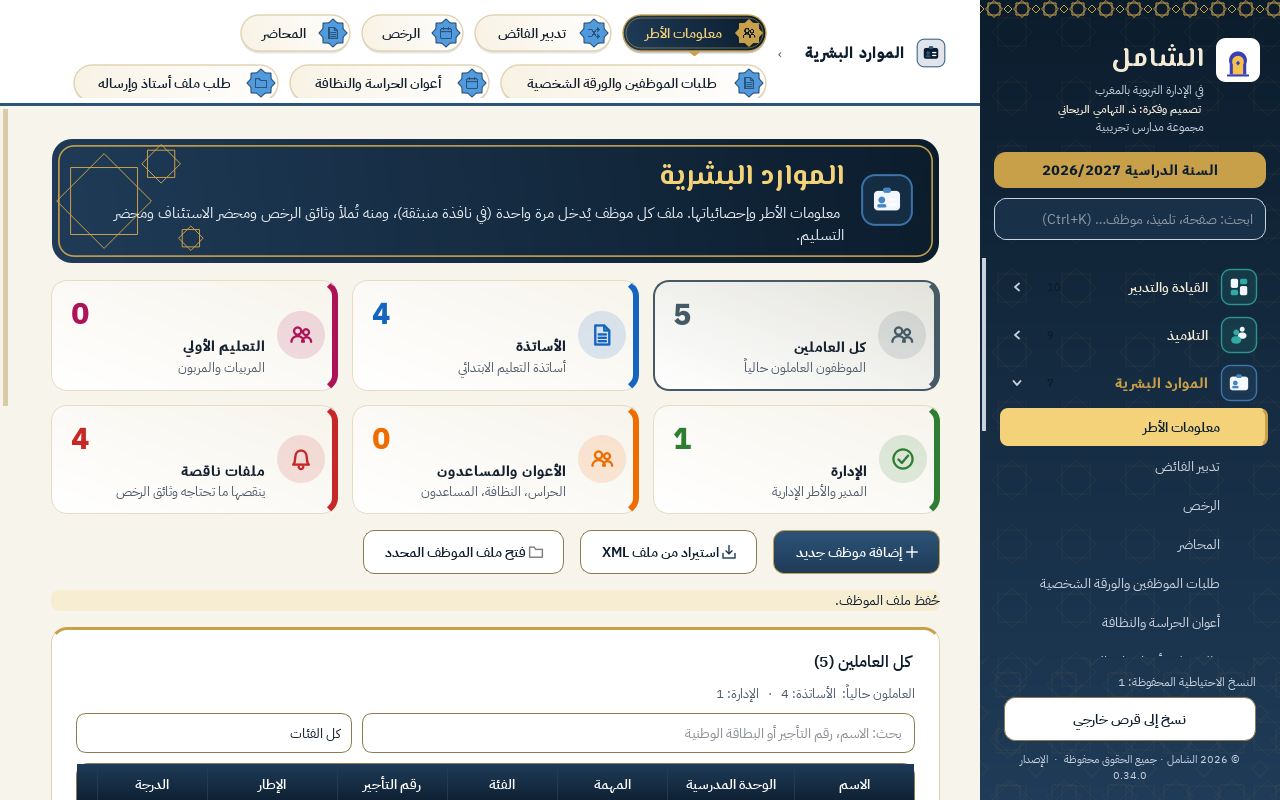 الشامل
في الإدارة التربوية بالمغرب
تصميم وفكرة: ذ. التهامي الريحاني
مجموعة مدارس تجريبية
السنة الدراسية 2026/2027
ابحث: صفحة، تلميذ، موظف... (Ctrl+K)
القيادة والتدبير 10
التلاميذ 9
الموارد البشرية 7
معلومات الأطر
تدبير الفائض
الرخص
المحاضر
طلبات الموظفين والورقة الشخصية
أعوان الحراسة والنظافة
النسخ الاحتياطية المحفوظة: 1
نسخ إلى قرص خارجي
© 2026 الشامل · جميع الحقوق محفوظة · الإصدار
0.34.0
الموارد البشرية ‹
معلومات الأطر تدبير الفائض الرخص المحاضر
طلبات الموظفين والورقة الشخصية أعوان الحراسة والنظافة طلب ملف أستاذ وإرساله
الموارد البشرية
معلومات الأطر وإحصائياتها. ملف كل موظف يُدخل مرة واحدة (في نافذة منبثقة)، ومنه تُملأ وثائق الرخص ومحضر الاستئناف ومحضر
التسليم.
5 كل العاملين
الموظفون العاملون حالياً
4 الأساتذة
أساتذة التعليم الابتدائي
0 التعليم الأولي
المربيات والمربون
1 الإدارة
المدير والأطر الإدارية
0 الأعوان والمساعدون
الحراس، النظافة، المساعدون
4 ملفات ناقصة
ينقصها ما تحتاجه وثائق الرخص
إضافة موظف جديد استيراد من ملف XML فتح ملف الموظف المحدد
حُفظ ملف الموظف.
كل العاملين (5)
العاملون حالياً: الأساتذة: 4 · الإدارة: 1
بحث: الاسم، رقم التأجير أو البطاقة الوطنية كل الفئات
الاسم الوحدة المدرسية المهمة الفئة رقم التأجير الإطار الدرجة